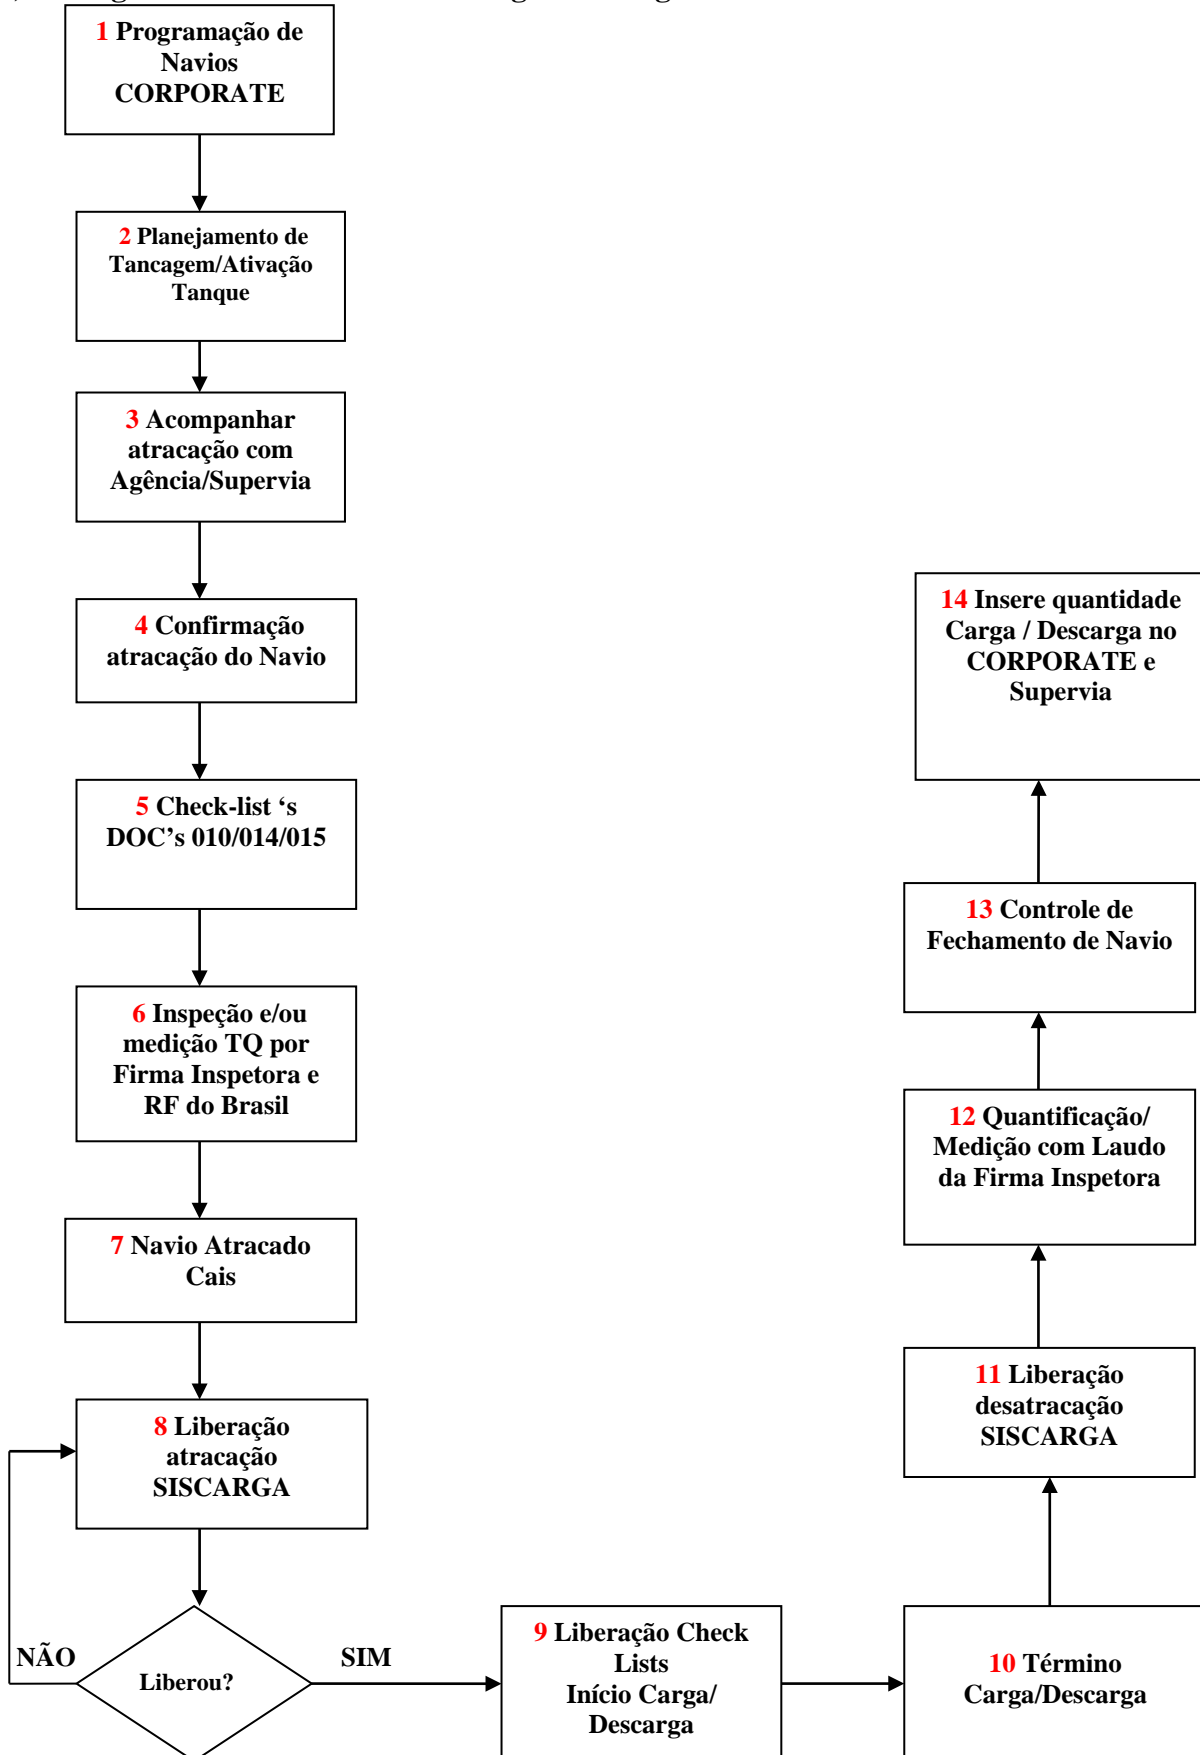 1 Programação de
Navios
CORPORATE
2 Planejamento de
Tancagem/Ativação
Tanque
3 Acompanhar
atracação com
Agência/Supervia
4 Confirmação
atracação do Navio
5 Check-list ‘s
DOC’s 010/014/015
6 Inspeção e/ou
medição TQ por
Firma Inspetora e
RF do Brasil
7 Navio Atracado
Cais
8 Liberação
atracação
SISCARGA
NÃO
Liberou?
SIM
9 Liberação Check
Lists
Início Carga/
Descarga
10 Término
Carga/Descarga
11 Liberação
desatracação
SISCARGA
12 Quantificação/
Medição com Laudo
da Firma Inspetora
13 Controle de
Fechamento de Navio
14 Insere quantidade
Carga / Descarga no
CORPORATE e
Supervia